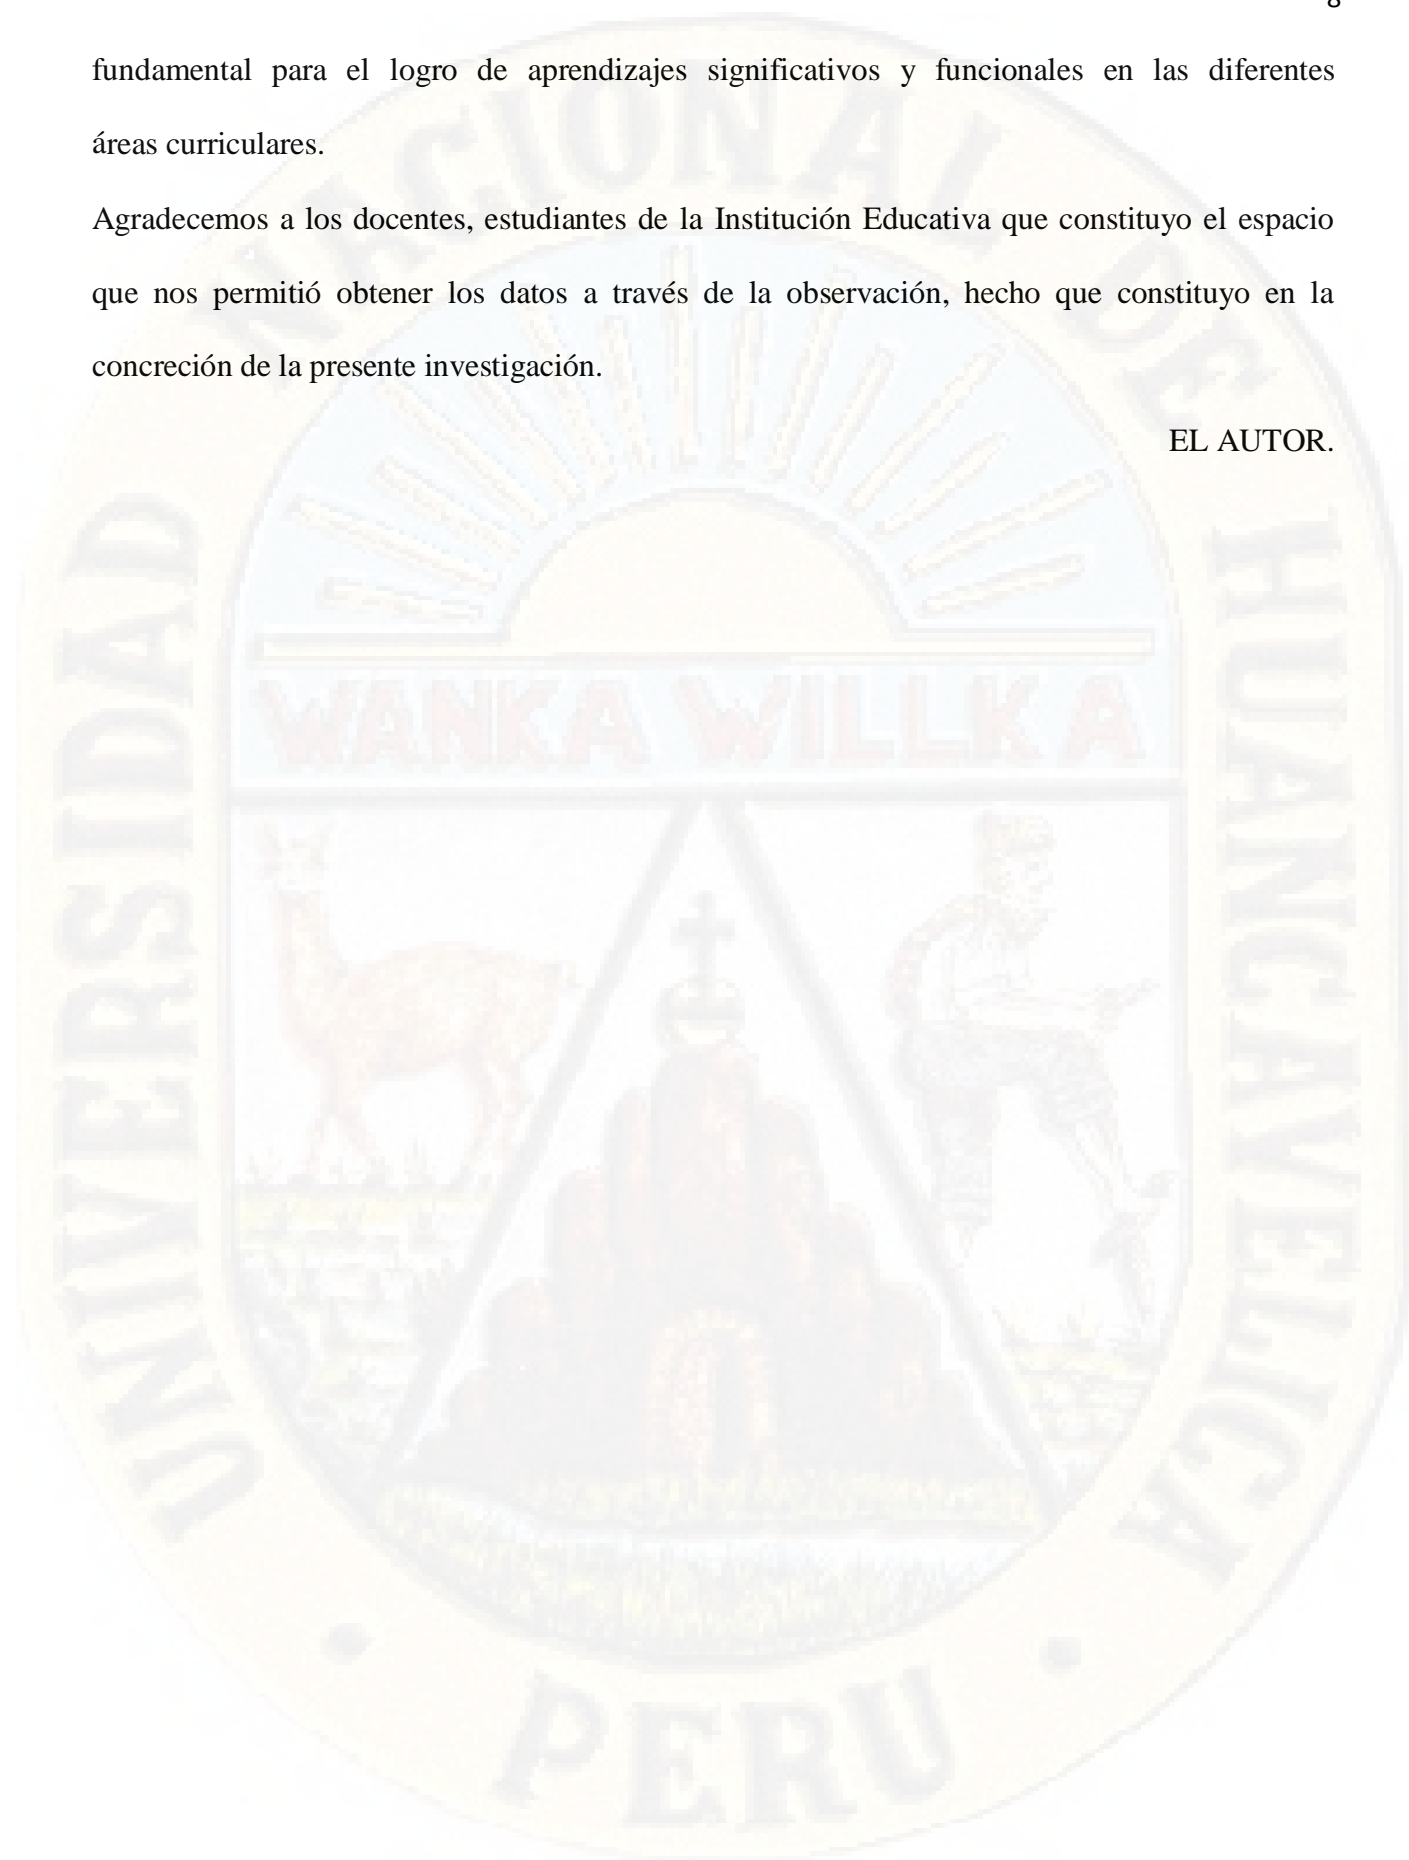 fundamental para el logro de aprendizajes significativos y funcionales en las diferentes
áreas curriculares.
Agradecemos a los docentes, estudiantes de la Institución Educativa que constituyo el espacio
que nos permitió obtener los datos a través de la observación, hecho que constituyo en la
concreción de la presente investigación.
EL AUTOR.
UNIVERSIDAD NACIONAL DE HUANCAVELICA
WANKA WILLKA
PERU